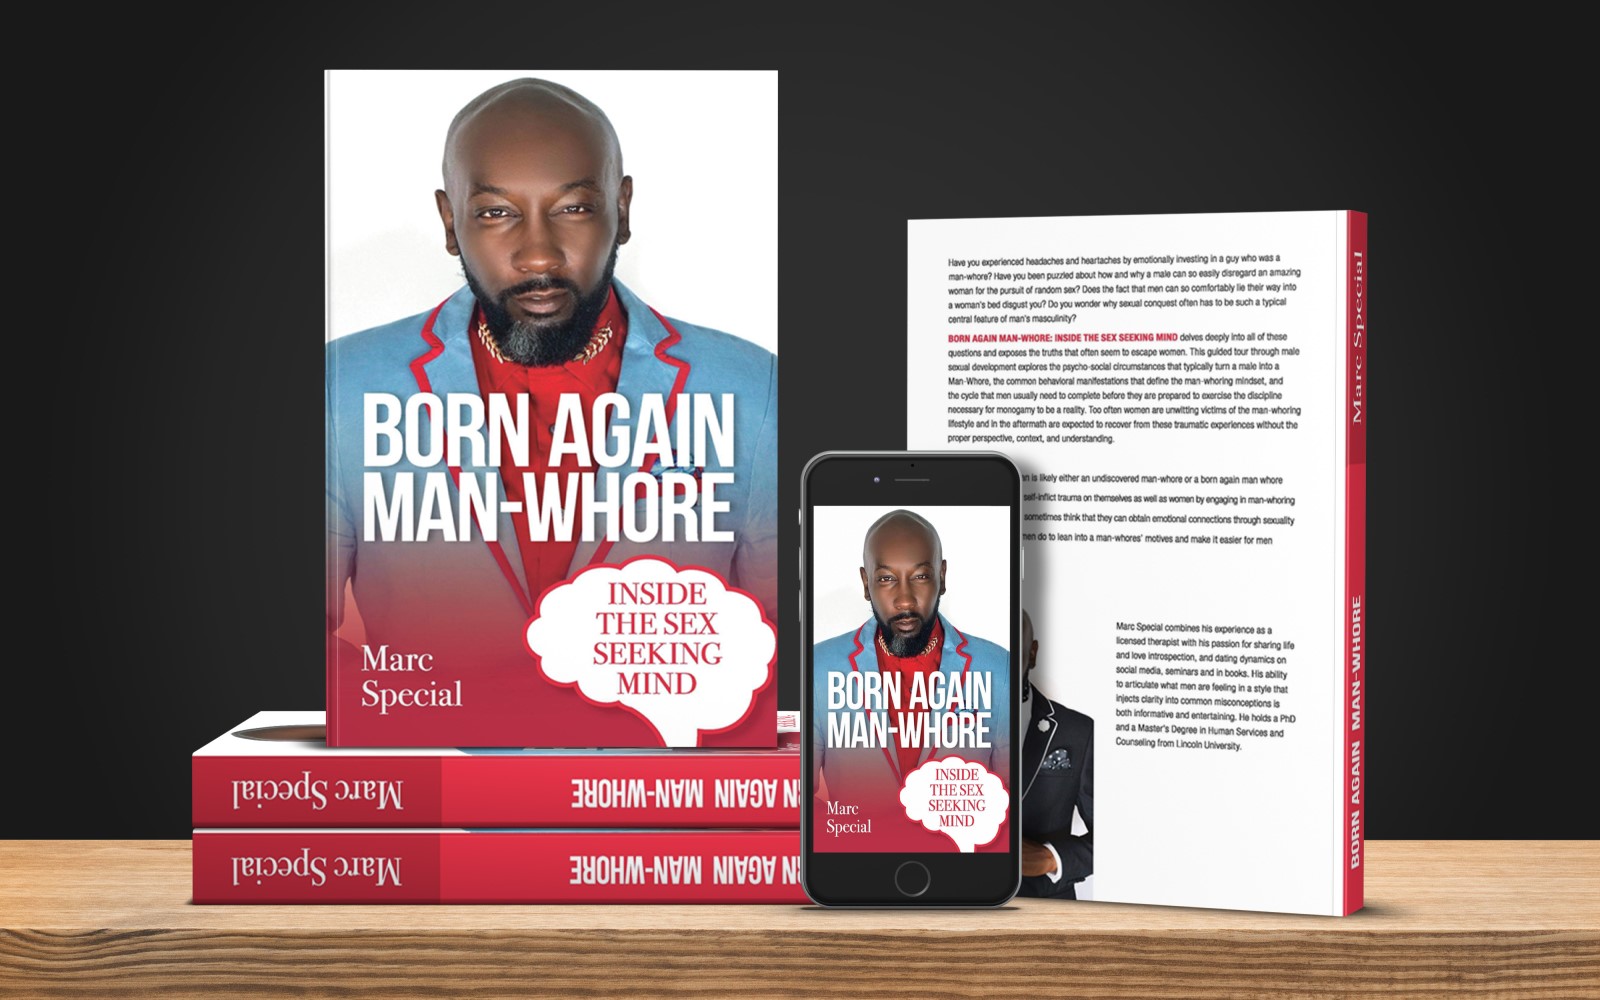 BORN AGAIN
MAN-WHORE
INSIDE
THE SEX
SEEKING
MIND
Marc
Special
Marc Special
MAN-WHORE
AGAIN
Marc Special
MAN-WHORE
AGAIN
BORN AGAIN
MAN-WHORE
INSIDE
THE SEX
SEEKING
MIND
Marc
Special
Have you experienced headaches and heartaches by emotionally investing in a guy who was a
man-whore? Have you been puzzled about how and why a male can so easily disregard an amazing
woman for the pursuit of random sex? Does the fact that men can so comfortably lie their way into
a woman's bed disgust you? Do you wonder why sexual conquest often has to be such a typical
central feature of man's masculinity?
BORN AGAIN MAN-WHORE: INSIDE THE SEX SEEKING MIND delves deeply into all of these
questions and exposes the truths that often seem to escape women. This guided tour through male
sexual development explores the psycho-social circumstances that typically turn a male into a
Man-Whore, the common behavioral manifestations that define the man-whoring mindset, and
the cycle that men usually need to complete before they are prepared to exercise the discipline
necessary for monogamy to be a reality. Too often women are unwitting victims of the man-whoring
lifestyle and in the aftermath are expected to recover from these traumatic experiences without the
proper perspective, context, and understanding.
is likely either an undiscovered man-whore or a born again man whore
self-inflict trauma on themselves as well as women by engaging in man-whoring
sometimes think that they can obtain emotional connections through sexuality
do to lean into a man-whores' motives and make it easier for men
Marc Special combines his experience as a
licensed therapist with his passion for sharing life
and love introspection, and dating dynamics on
social media, seminars and in books. His ability
to articulate what men are feeling in a style that
injects clarity into common misconceptions is
both informative and entertaining. He holds a PhD
and a Master's Degree in Human Services and
Counseling from Lincoln University.
Marc Special
BORN AGAIN MAN-WHORE